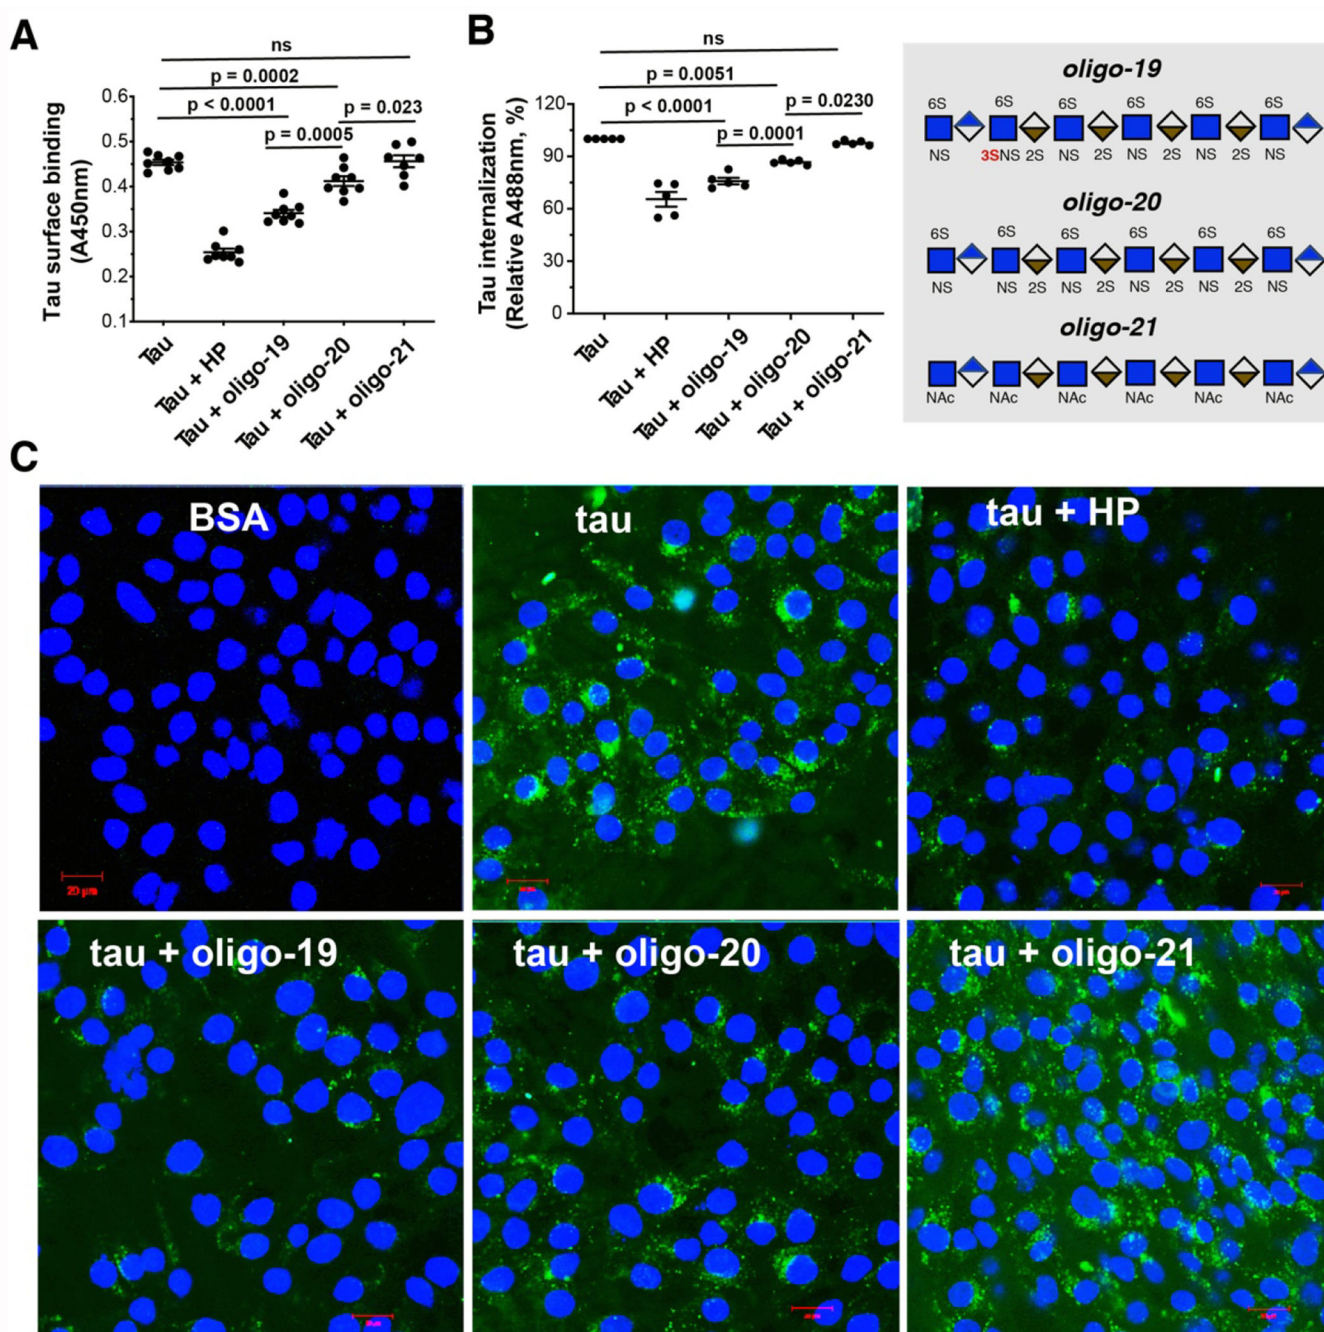 A
ns
p = 0.0002
p < 0.0001
p = 0.023
p = 0.0005
Tau surface binding
(A450nm)
0.6
0.5
0.4
0.3
0.2
0.1
Tau
Tau + HP
Tau + oligo-19
Tau + oligo-20
Tau + oligo-21
B
ns
p = 0.0051
p < 0.0001
p = 0.0230
p = 0.0001
Tau internalization
(Relative A488nm, %)
120
90
60
30
0
Tau
Tau + HP
Tau + oligo-19
Tau + oligo-20
Tau + oligo-21
oligo-19
6S 6S 6S 6S 6S 6S
NS 3SNS 2S NS 2S NS 2S NS 2S NS
oligo-20
6S 6S 6S 6S 6S 6S
NS NS 2S NS 2S NS 2S NS 2S NS
oligo-21
NAc NAc NAc NAc NAc NAc
C
BSA
20 μm
tau
tau + HP
tau + oligo-19
tau + oligo-20
tau + oligo-21